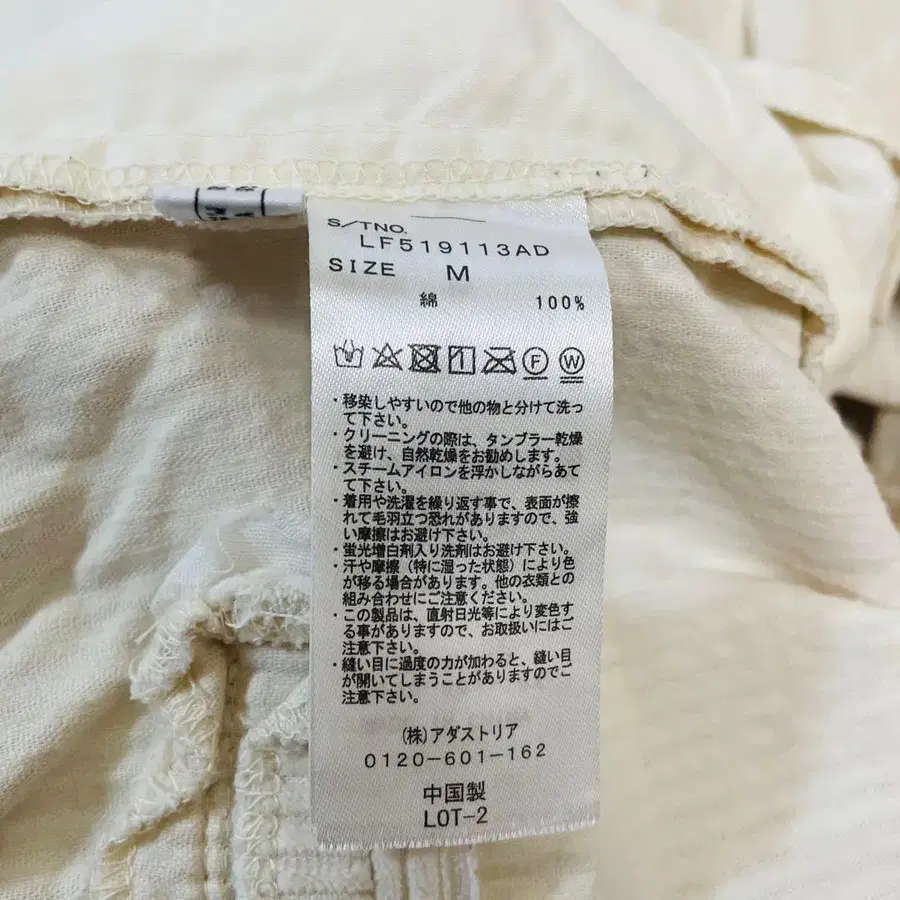 S/TNO.
LF519113AD
SIZE M
綿 100%
F W
・移染しやすいので他の物と分けて洗っ
て下さい。
・クリーニングの際は、タンブラー乾燥
を避け、自然乾燥をお勧めします。
・スチームアイロンを浮かしながらあて
て下さい。
・着用や洗濯を繰り返す事で、表面が擦
れて毛羽立つ恐れがありますので、強
い摩擦はお避け下さい。
・蛍光増白剤入り洗剤はお避け下さい。
・汗や摩擦（特に湿った状態）により色
が移る場合があります。他の衣類との
組み合わせにご注意ください。
・この製品は、直射日光等により変色す
る事がありますので、お取扱いにはご
注意下さい。
・縫い目に過度の力が加わると、縫い目
が開いてしまうことがありますのでご
注意下さい。
(株)アダストリア
0120-601-162
中国製
LOT-2